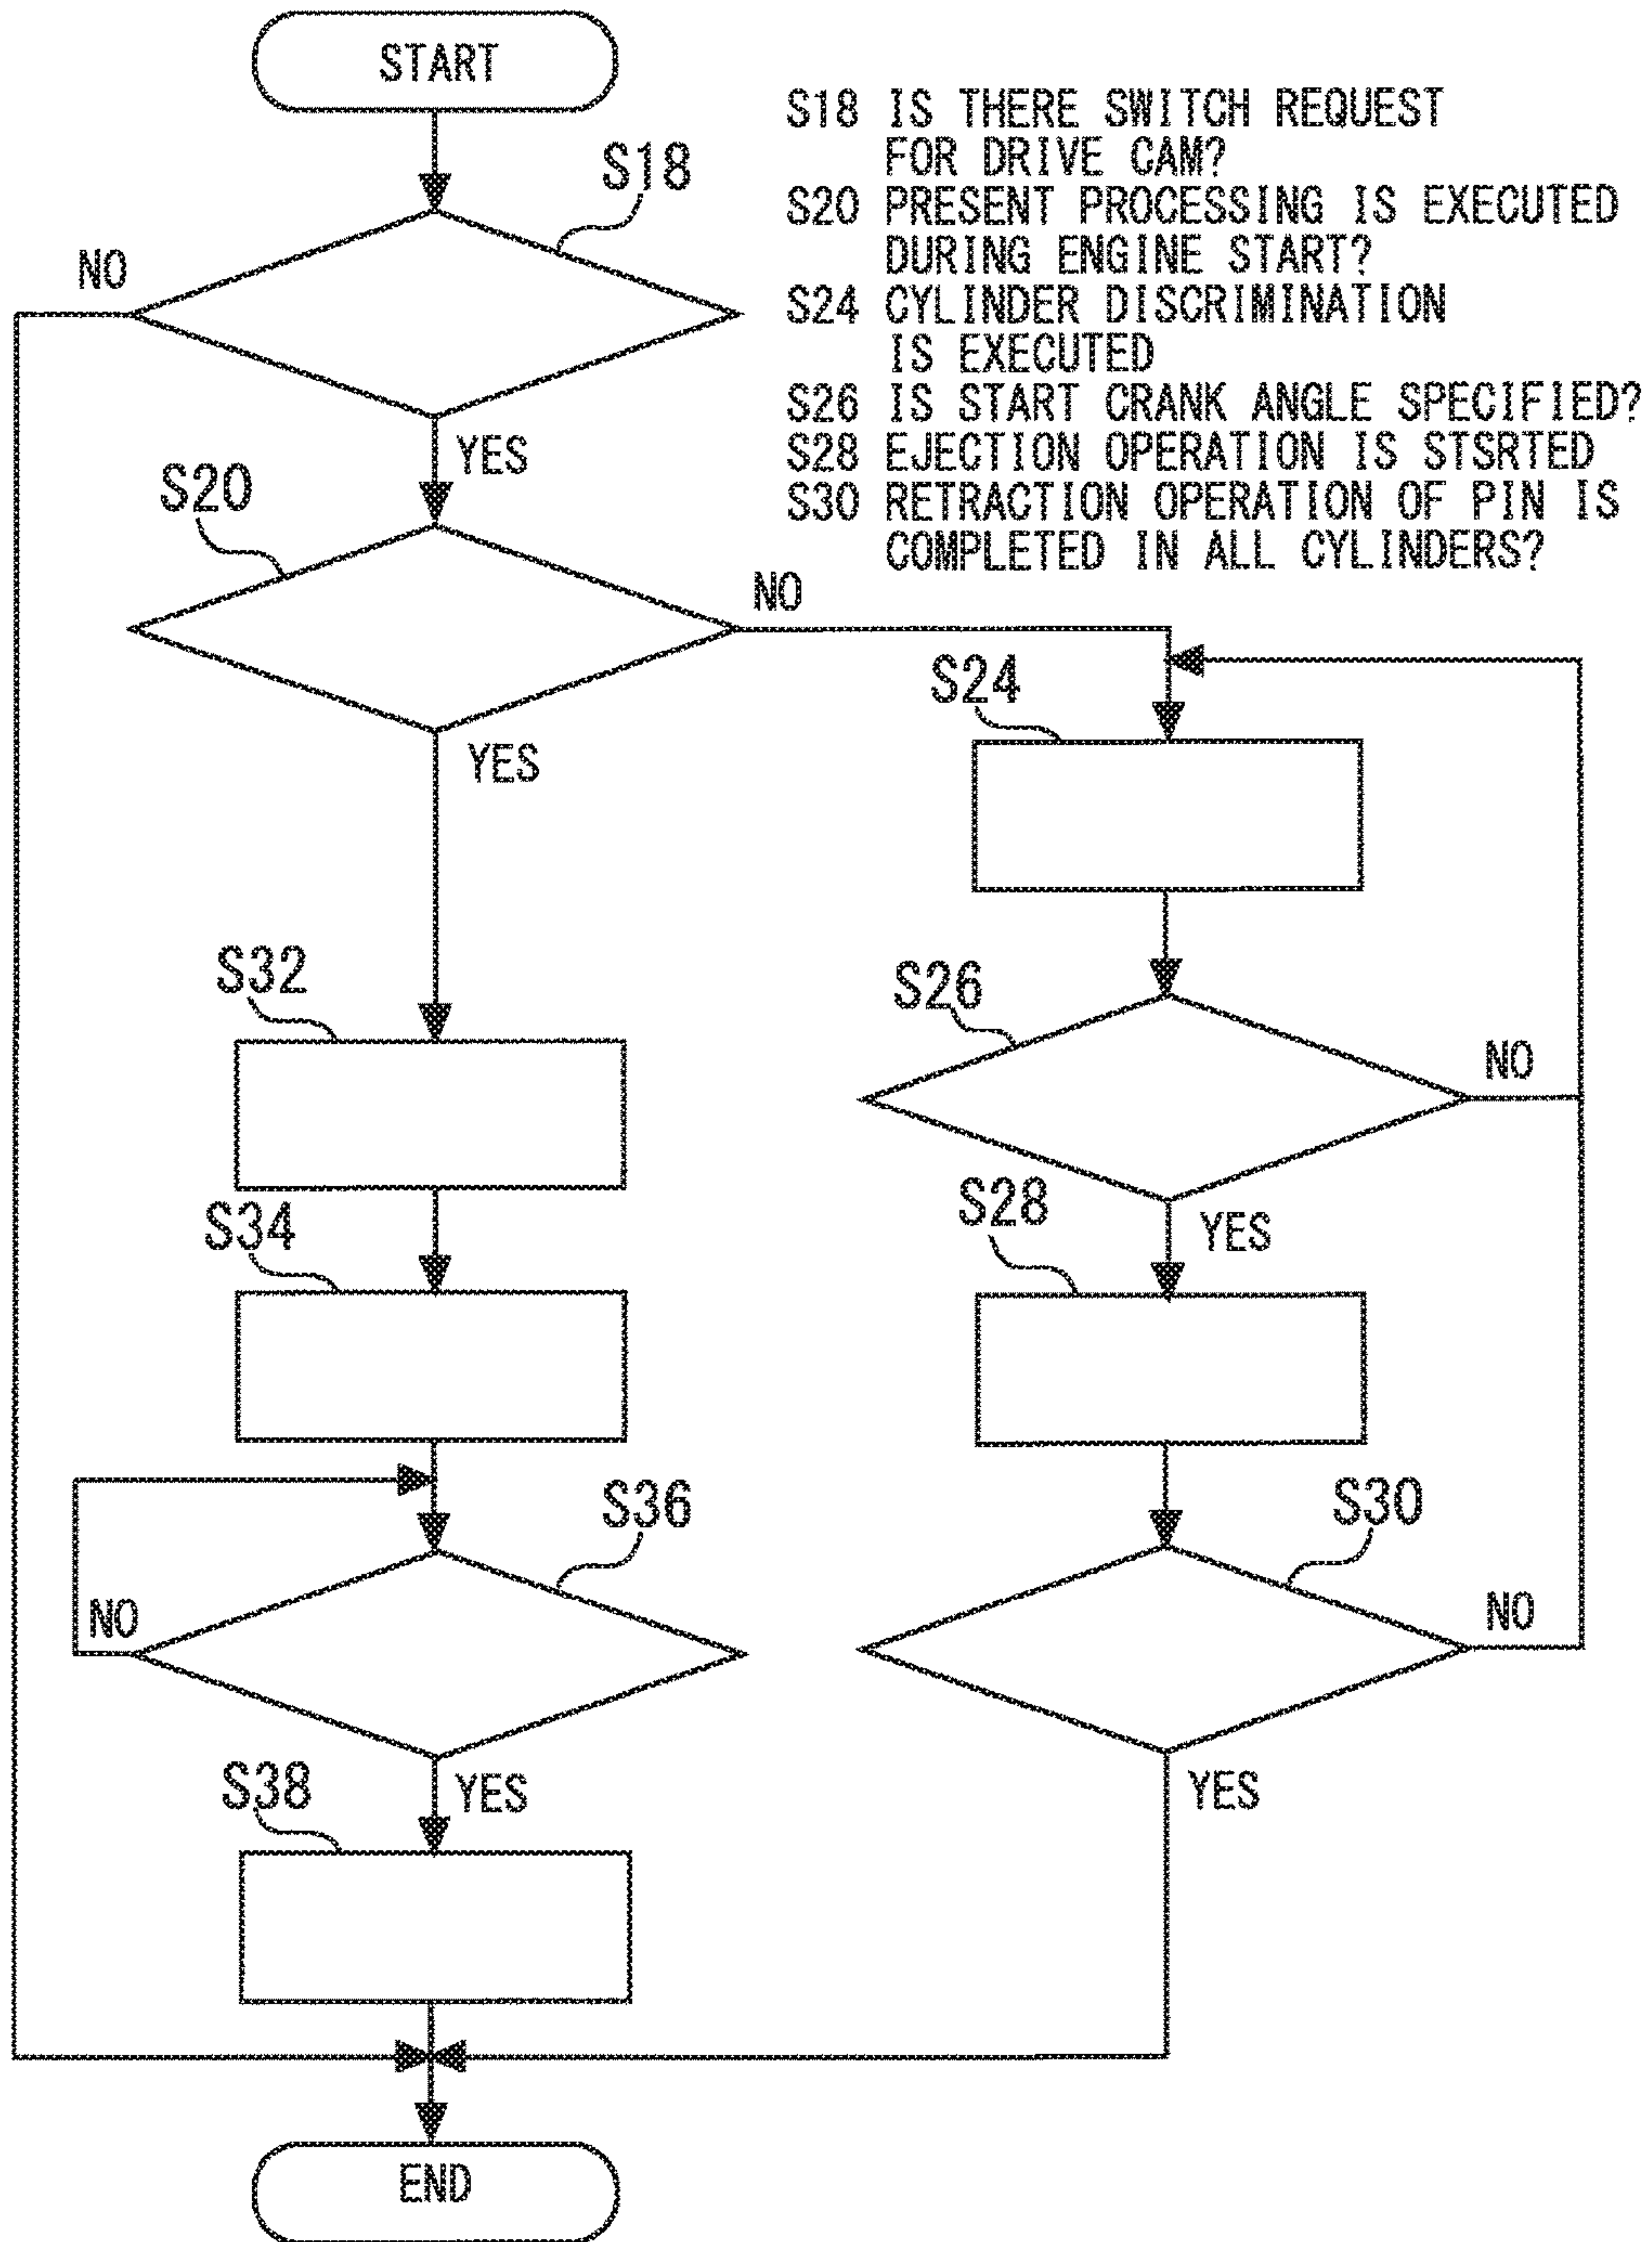 START
S18 IS THERE SWITCH REQUEST
FOR DRIVE CAM?
S20 PRESENT PROCESSING IS EXECUTED
DURING ENGINE START?
S24 CYLINDER DISCRIMINATION
IS EXECUTED
S26 IS START CRANK ANGLE SPECIFIED?
S28 EJECTION OPERATION IS STSRTED
S30 RETRACTION OPERATION OF PIN IS
COMPLETED IN ALL CYLINDERS?
S18
NO
YES
S20
NO
YES
S24
S32
S26
NO
YES
S34
S28
S36
NO
YES
S30
NO
YES
S38
END